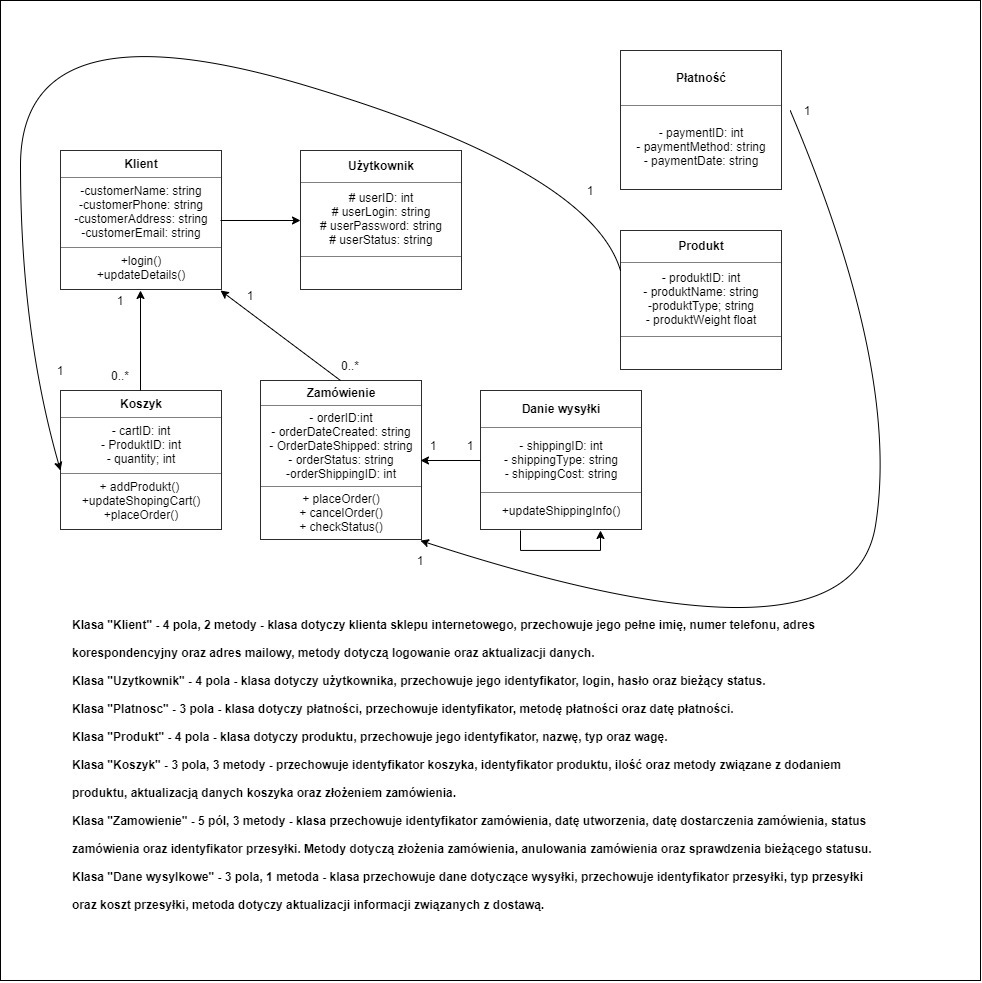 Płatność
- paymentID: int
- paymentMethod: string
- paymentDate: string
1
Klient
-customerName: string
-customerPhone: string
-customerAddress: string
-customerEmail: string
+login()
+updateDetails()
Użytkownik
# userID: int
# userLogin: string
# userPassword: string
# userStatus: string
1
Produkt
- produktID: int
- produktName: string
-produktType; string
- produktWeight float
1
1
0..*
0..*
1
Koszyk
- cartID: int
- ProduktID: int
- quantity; int
+ addProdukt()
+updateShopingCart()
+placeOrder()
Zamówienie
- orderID:int
- orderDateCreated: string
- OrderDateShipped: string
- orderStatus: string
-orderShippingID: int
+ placeOrder()
+ cancelOrder()
+ checkStatus()
1
1
Danie wysyłki
- shippingID: int
- shippingType: string
- shippingCost: string
+updateShippingInfo()
1
Klasa "Klient" - 4 pola, 2 metody - klasa dotyczy klienta sklepu internetowego, przechowuje jego pełne imię, numer telefonu, adres
korespondencyjny oraz adres mailowy, metody dotyczą logowanie oraz aktualizacji danych.
Klasa "Uzytkownik" - 4 pola - klasa dotyczy użytkownika, przechowuje jego identyfikator, login, hasło oraz bieżący status.
Klasa "Platnosc" - 3 pola - klasa dotyczy płatności, przechowuje identyfikator, metodę płatności oraz datę płatności.
Klasa "Produkt" - 4 pola - klasa dotyczy produktu, przechowuje jego identyfikator, nazwę, typ oraz wagę.
Klasa "Koszyk" - 3 pola, 3 metody - przechowuje identyfikator koszyka, identyfikator produktu, ilość oraz metody związane z dodaniem
produktu, aktualizacją danych koszyka oraz złożeniem zamówienia.
Klasa "Zamowienie" - 5 pól, 3 metody - klasa przechowuje identyfikator zamówienia, datę utworzenia, datę dostarczenia zamówienia, status
zamówienia oraz identyfikator przesyłki. Metody dotyczą złożenia zamówienia, anulowania zamówienia oraz sprawdzenia bieżącego statusu.
Klasa "Dane wysylkowe" - 3 pola, 1 metoda - klasa przechowuje dane dotyczące wysyłki, przechowuje identyfikator przesyłki, typ przesyłki
oraz koszt przesyłki, metoda dotyczy aktualizacji informacji związanych z dostawą.